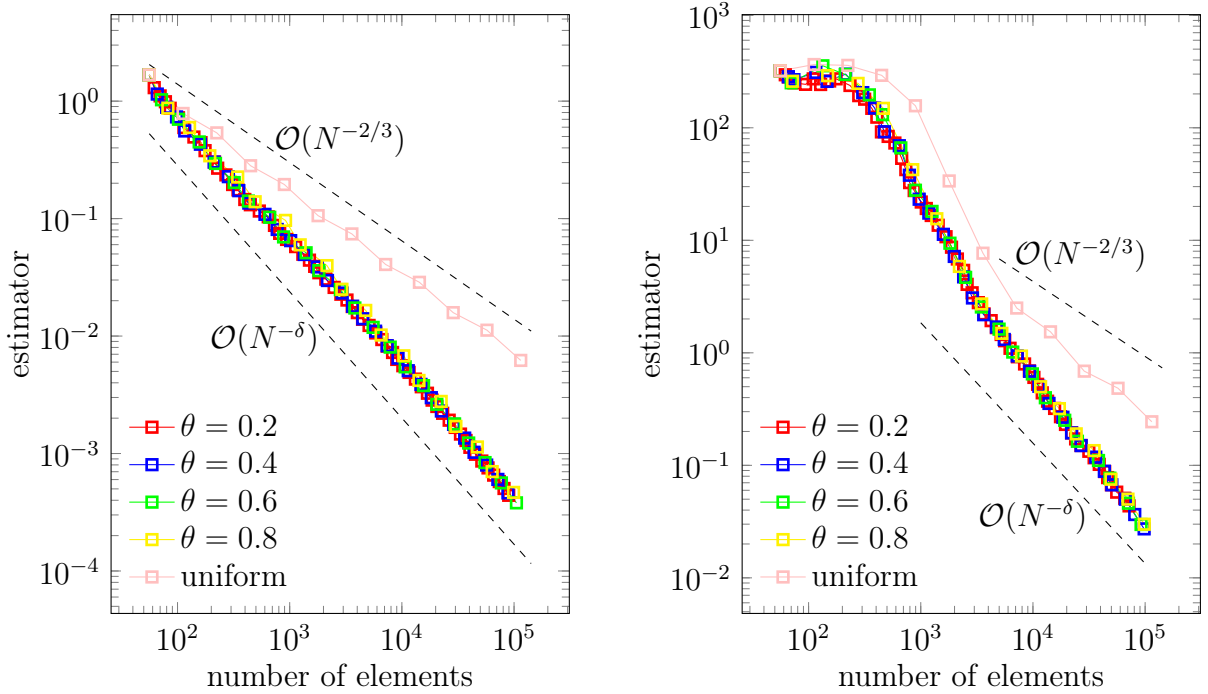 10^0
10^{-1}
10^{-2}
10^{-3}
10^{-4}
estimator
O(N^{-2/3})
O(N^{-δ})
θ = 0.2
θ = 0.4
θ = 0.6
θ = 0.8
uniform
10^2 10^3 10^4 10^5
number of elements
10^3
10^2
10^1
10^0
10^{-1}
10^{-2}
estimator
O(N^{-2/3})
O(N^{-δ})
θ = 0.2
θ = 0.4
θ = 0.6
θ = 0.8
uniform
10^2 10^3 10^4 10^5
number of elements